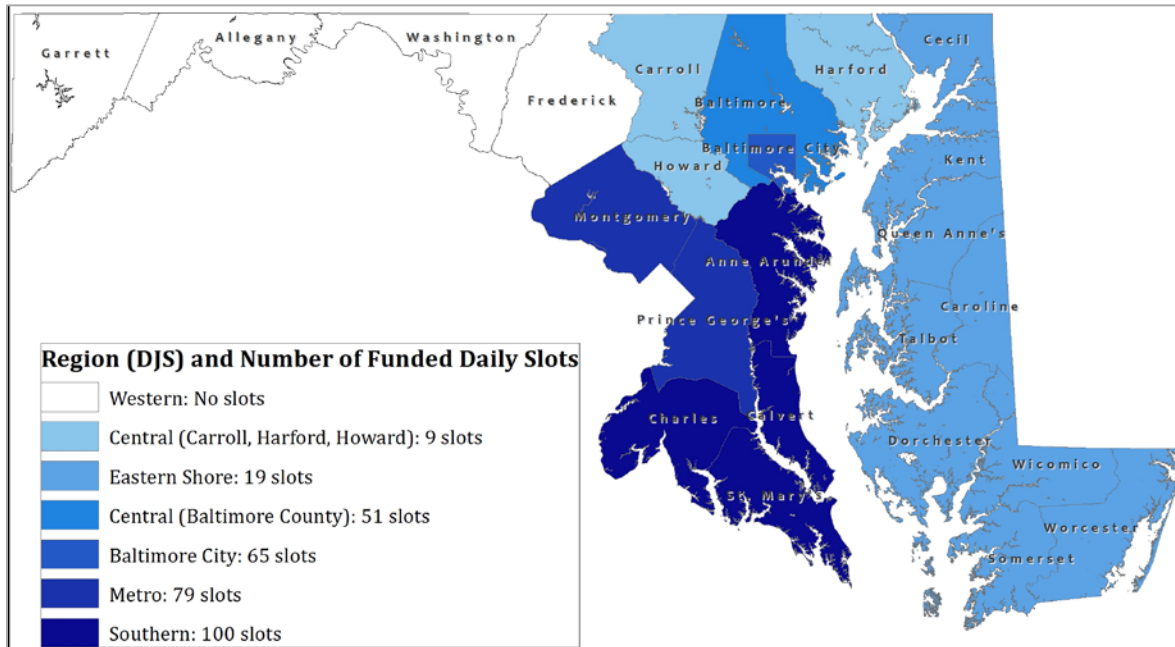 Garrett
Allegany
Washington
Frederick
Carroll
Baltimore
Harford
Cecil
Baltimore City
Howard
Kent
Montgomery
Queen Anne's
Anne Arundel
Caroline
Prince George's
Talbot
Charles
Calvert
Dorchester
Wicomico
St. Mary's
Worcester
Somerset
Region (DJS) and Number of Funded Daily Slots
Western: No slots
Central (Carroll, Harford, Howard): 9 slots
Eastern Shore: 19 slots
Central (Baltimore County): 51 slots
Baltimore City: 65 slots
Metro: 79 slots
Southern: 100 slots